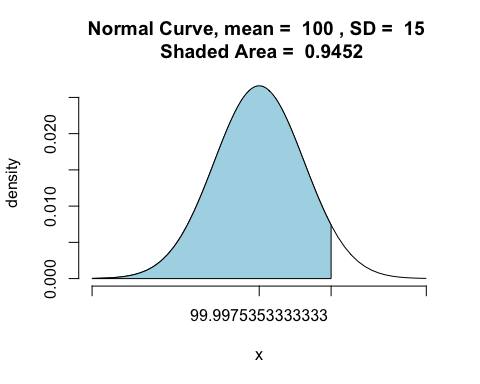 Normal Curve, mean =  100 , SD =  15
Shaded Area =  0.9452
density
0.020
0.010
0.000
99.9975353333333
x